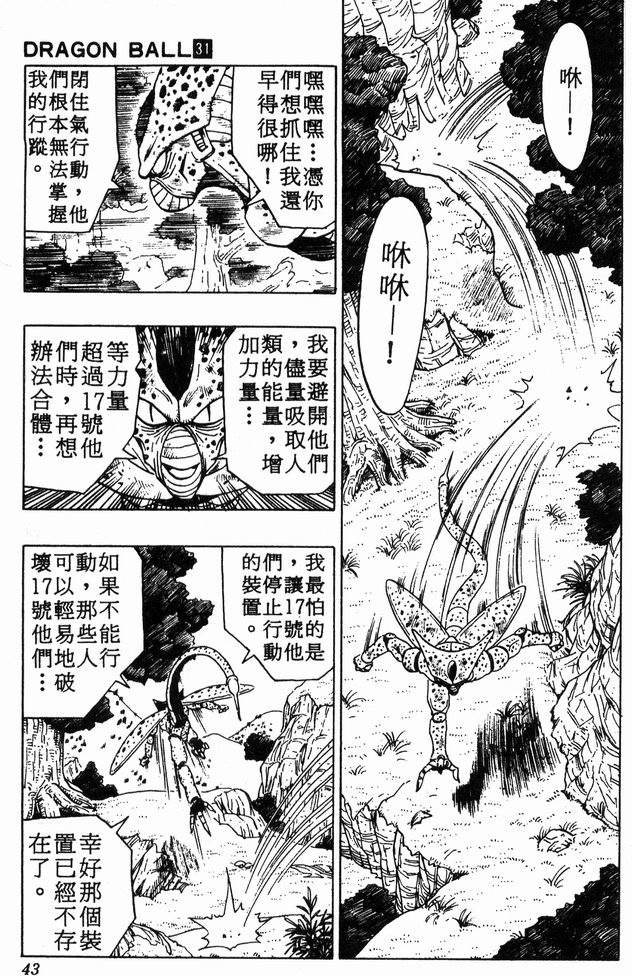 DRAGON BALL 31
咻—！
咻
咻—！
嘿嘿嘿…憑你
們想抓住我還
早得很哪！
閉住氣行動，他
們根本無法掌握
我的行蹤。
我要避開他們
，儘量吸取人
類的能量，增
加力量…
等力量
超過17號他
們時，再想
辦法合體…
我最怕的是
，讓17號他
們停止行動
的裝置。
如果不能行
動，那些人
可以輕易地破
壞17號他們…
幸好那個裝
置已經不存
在了。
43